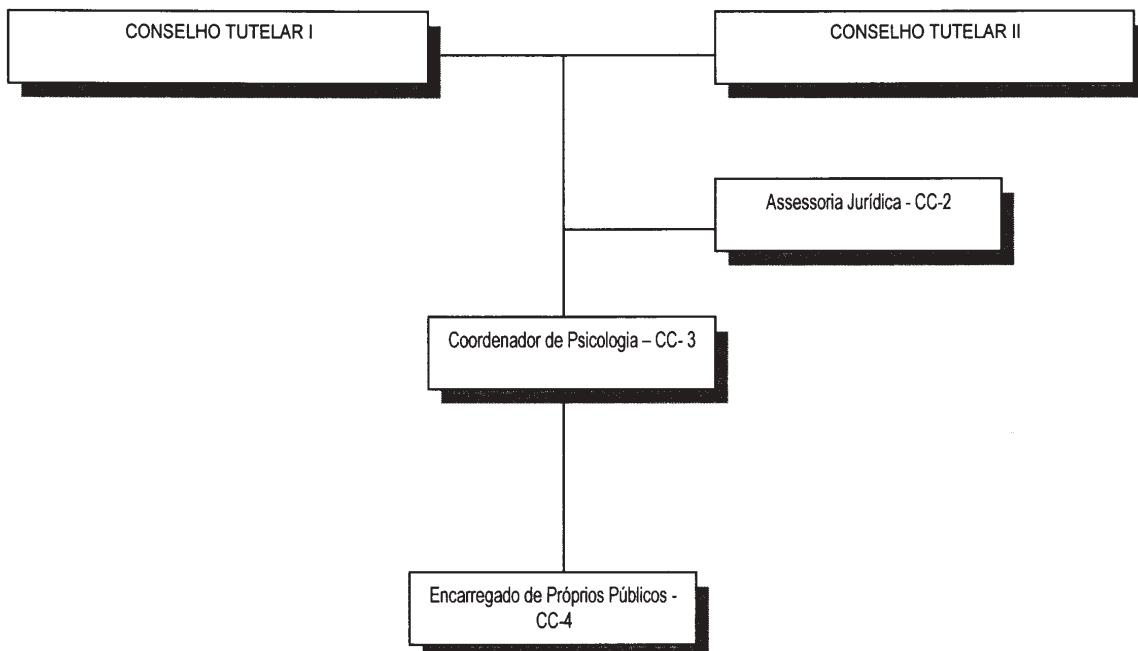 CONSELHO TUTELAR I
CONSELHO TUTELAR II
Assessoria Jurídica - CC-2
Coordenador de Psicologia – CC- 3
Encarregado de Próprios Públicos -
CC-4